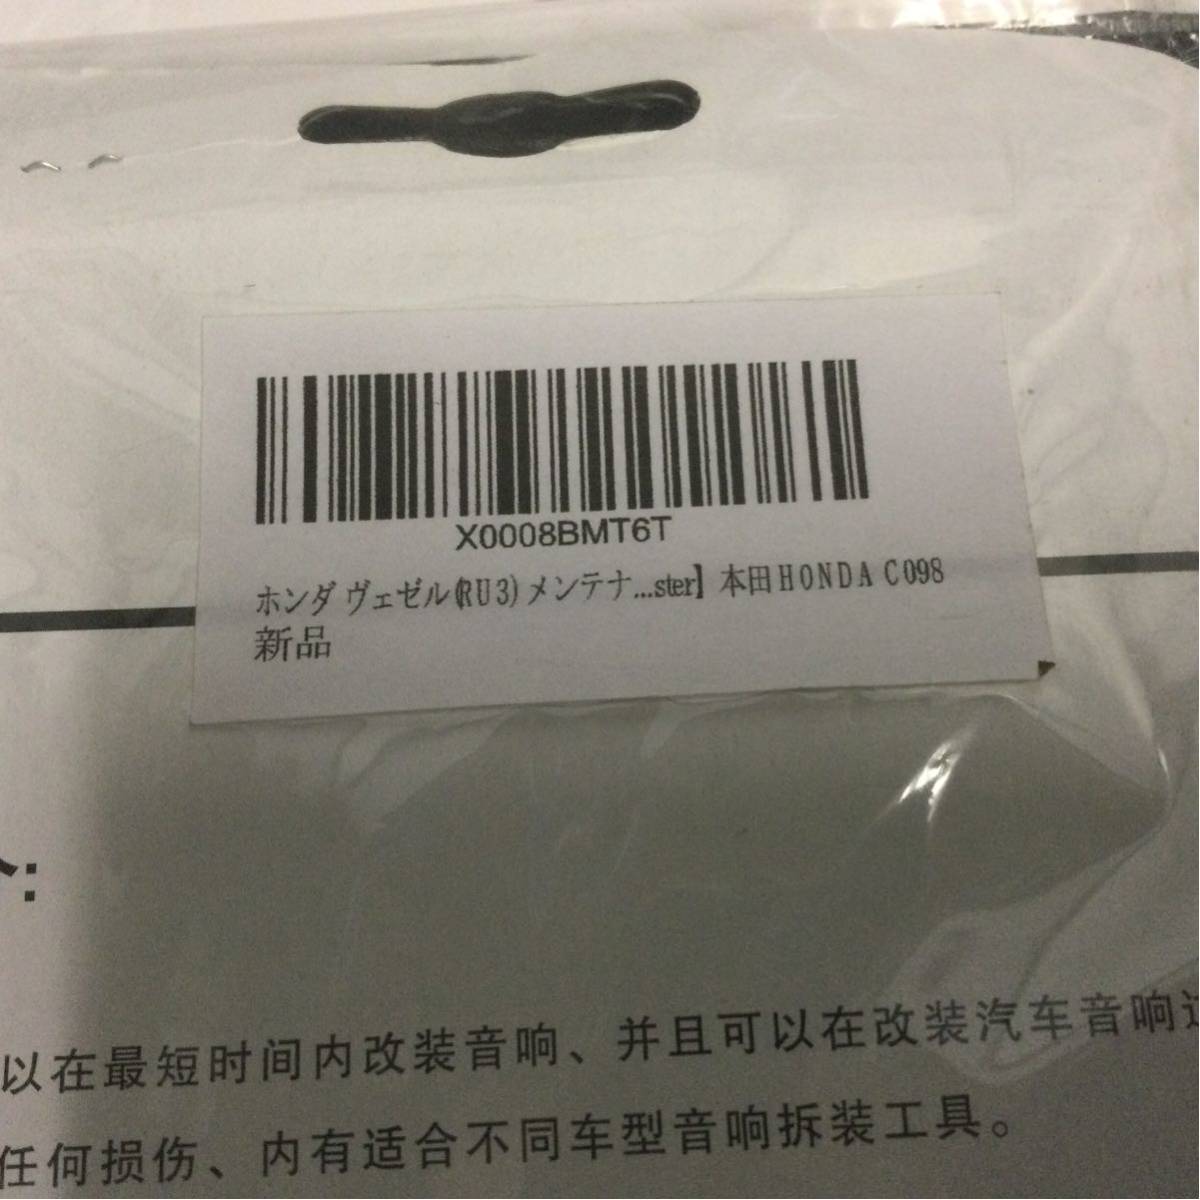 X0008BMT6T
ホンダ ヴェゼル(RU3) メンテナ...ster】 本田HONDA C098
新品
:
以在最短时间内改装音响、并且可以在改装汽车音响
任何损伤、内有适合不同车型音响拆装工具。